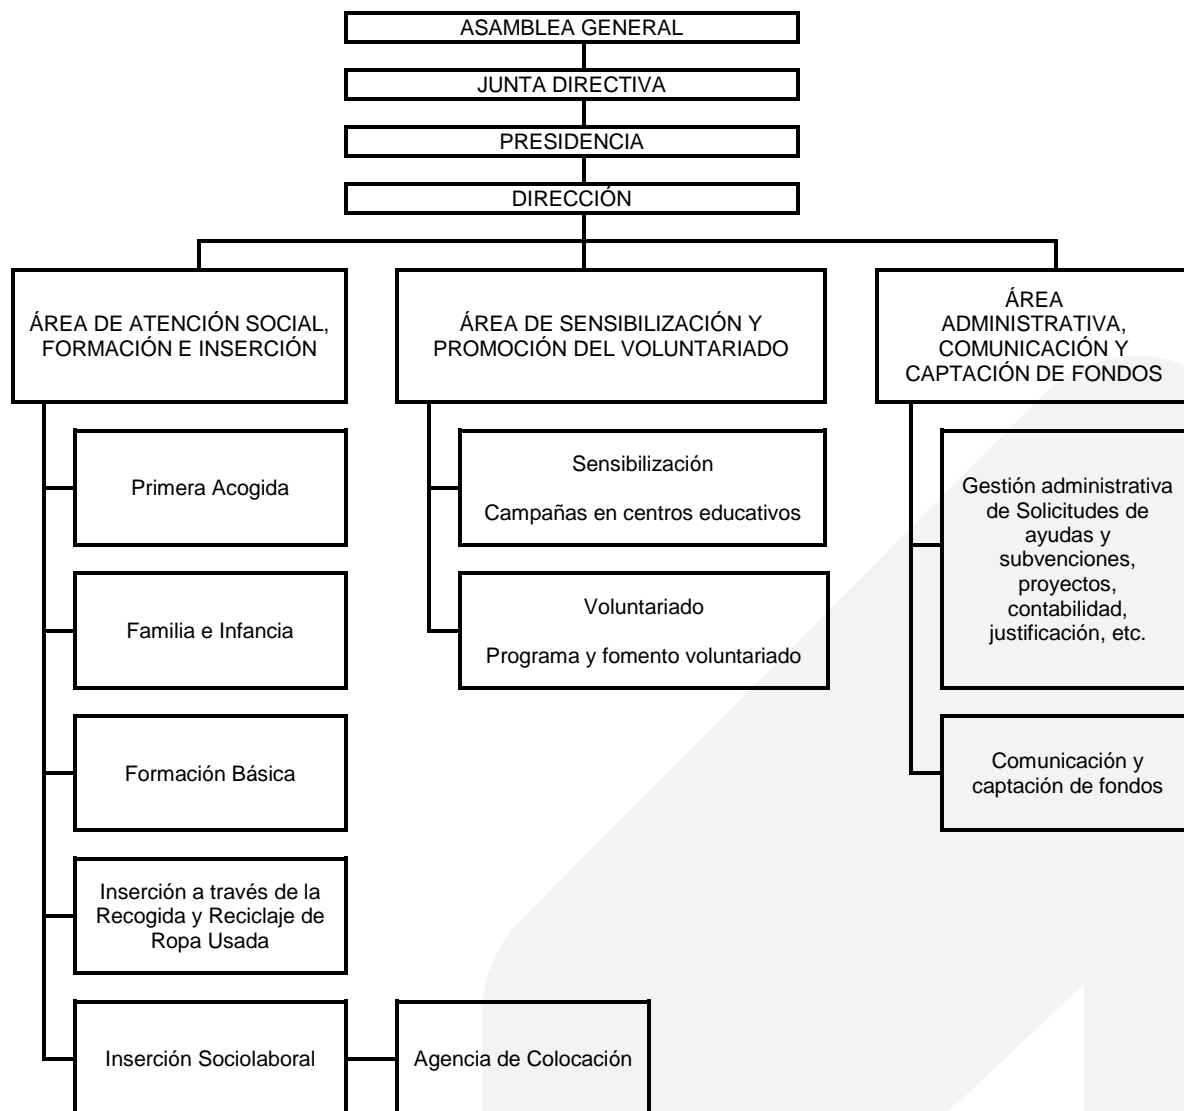 ASAMBLEA GENERAL
JUNTA DIRECTIVA
PRESIDENCIA
DIRECCIÓN
ÁREA DE ATENCIÓN SOCIAL,
FORMACIÓN E INSERCIÓN
Primera Acogida
Familia e Infancia
Formación Básica
Inserción a través de la
Recogida y Reciclaje de
Ropa Usada
Inserción Sociolaboral
Agencia de Colocación
ÁREA DE SENSIBILIZACIÓN Y
PROMOCIÓN DEL VOLUNTARIADO
Sensibilización
Campañas en centros educativos
Voluntariado
Programa y fomento voluntariado
ÁREA
ADMINISTRATIVA,
COMUNICACIÓN Y
CAPTACIÓN DE FONDOS
Gestión administrativa
de Solicitudes de
ayudas y
subvenciones,
proyectos,
contabilidad,
justificación, etc.
Comunicación y
captación de fondos